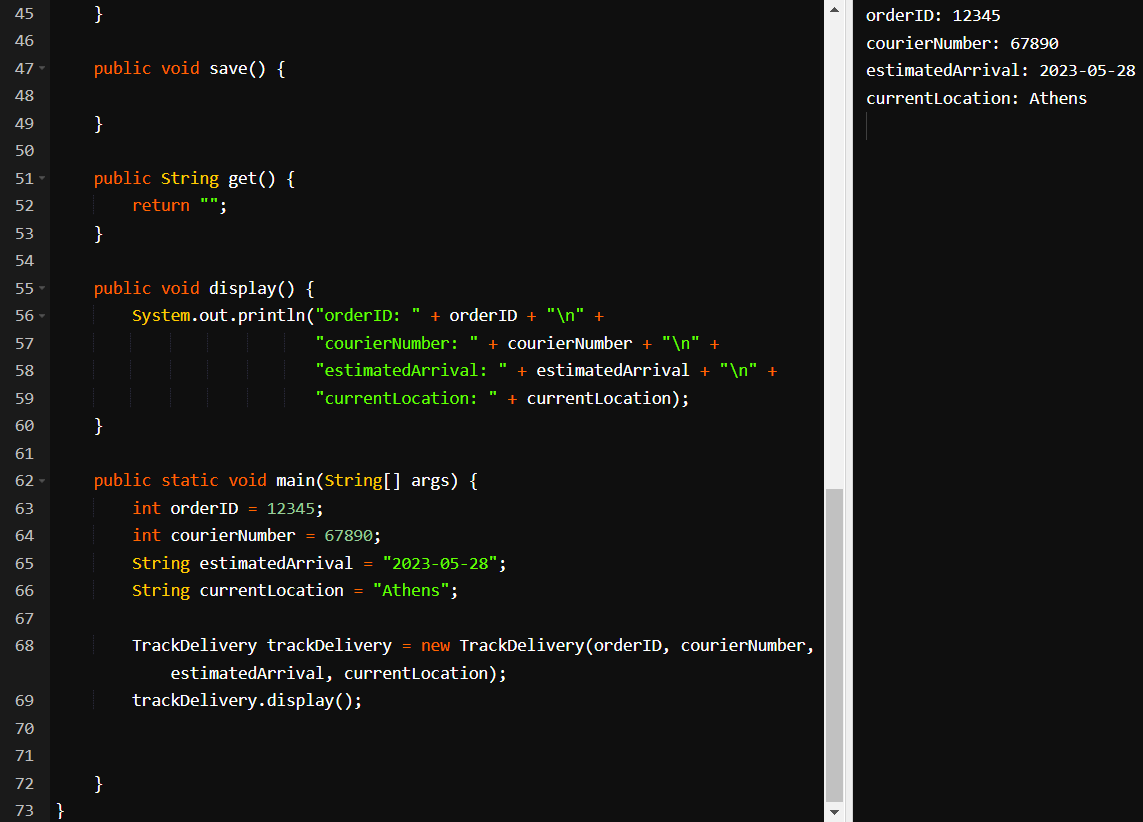 45     }
46
47     public void save() {
48
49     }
50
51     public String get() {
52         return "";
53     }
54
55     public void display() {
56         System.out.println("orderID: " + orderID + "\n" +
57                            "courierNumber: " + courierNumber + "\n" +
58                            "estimatedArrival: " + estimatedArrival + "\n" +
59                            "currentLocation: " + currentLocation);
60     }
61
62     public static void main(String[] args) {
63         int orderID = 12345;
64         int courierNumber = 67890;
65         String estimatedArrival = "2023-05-28";
66         String currentLocation = "Athens";
67
68         TrackDelivery trackDelivery = new TrackDelivery(orderID, courierNumber,
            estimatedArrival, currentLocation);
69         trackDelivery.display();
70
71
72     }
73 }
orderID: 12345
courierNumber: 67890
estimatedArrival: 2023-05-28
currentLocation: Athens